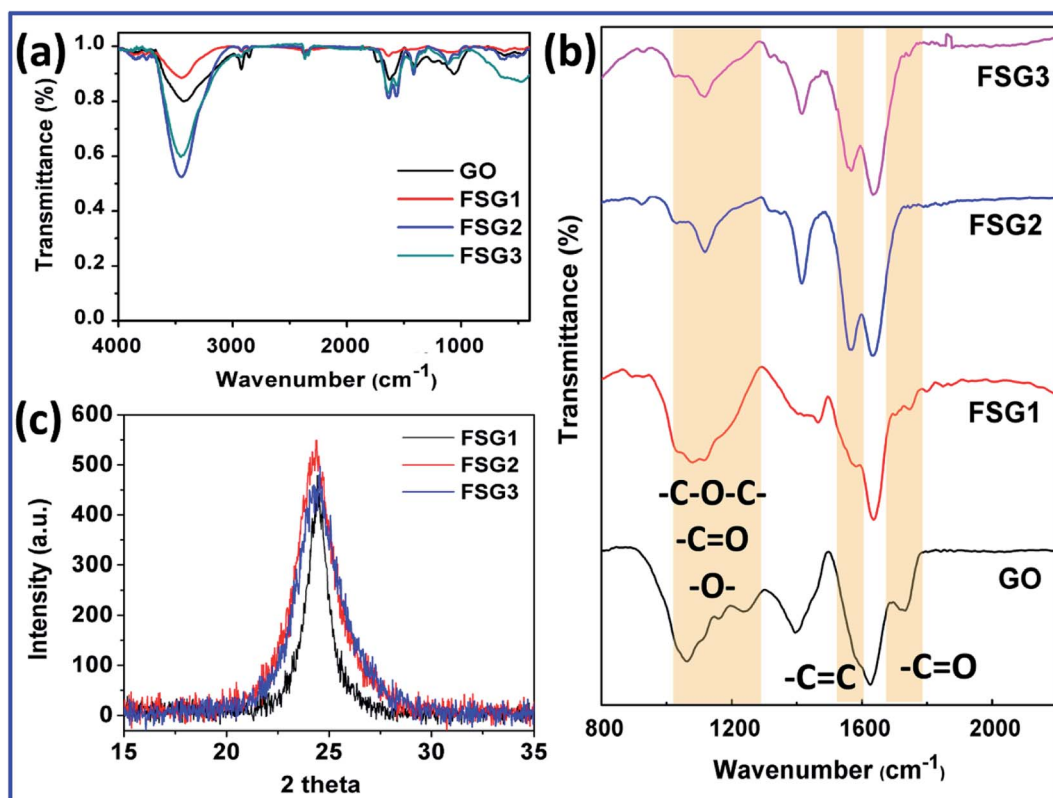 (a)
1.0
0.8
0.6
0.4
0.2
0.0
Transmittance (%)
GO
FSG1
FSG2
FSG3
4000 3000 2000 1000
Wavenumber (cm⁻¹)
(b)
FSG3
FSG2
FSG1
GO
-C-O-C-
-C=O
-O-
-C=C
-C=O
Transmittance (%)
800 1200 1600 2000
Wavenumber (cm⁻¹)
(c)
600
500
400
300
200
100
0
Intensity (a.u.)
FSG1
FSG2
FSG3
15 20 25 30 35
2 theta